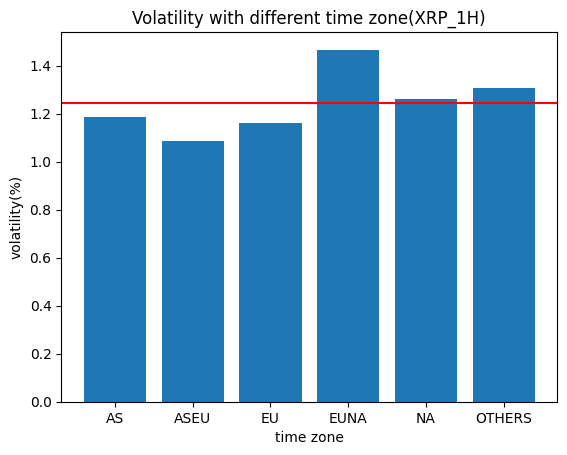 Volatility with different time zone(XRP_1H)
volatility(%)
1.4
1.2
1.0
0.8
0.6
0.4
0.2
0.0
AS ASEU EU EUNA NA OTHERS
time zone